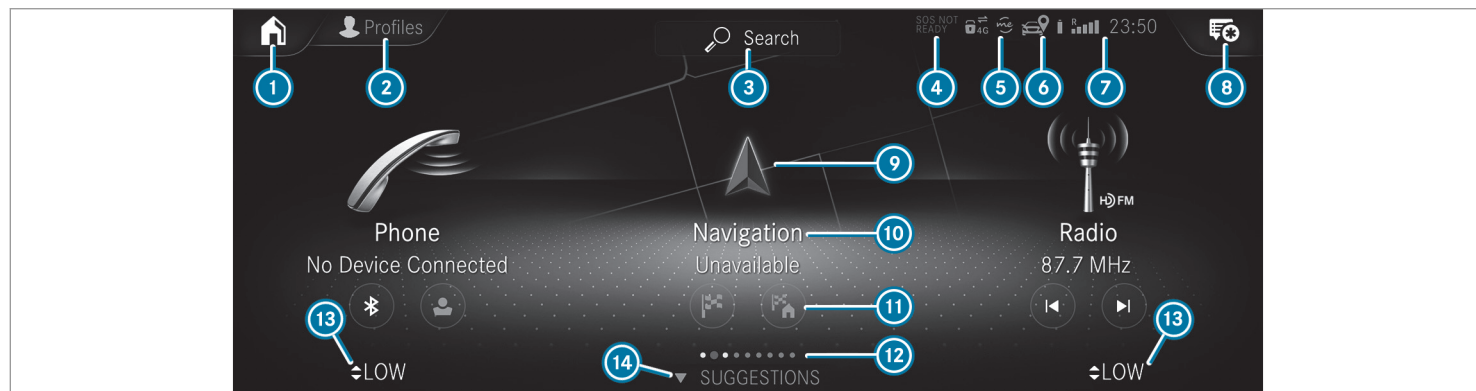 Profiles
Search
SOS NOT
READY
4G
me
R
23:50
1
2
3
4
5
6
7
8
9
HD FM
Phone
Navigation
10
Radio
No Device Connected
Unavailable
87.7 MHz
11
13
13
12
14
LOW
SUGGESTIONS
LOW